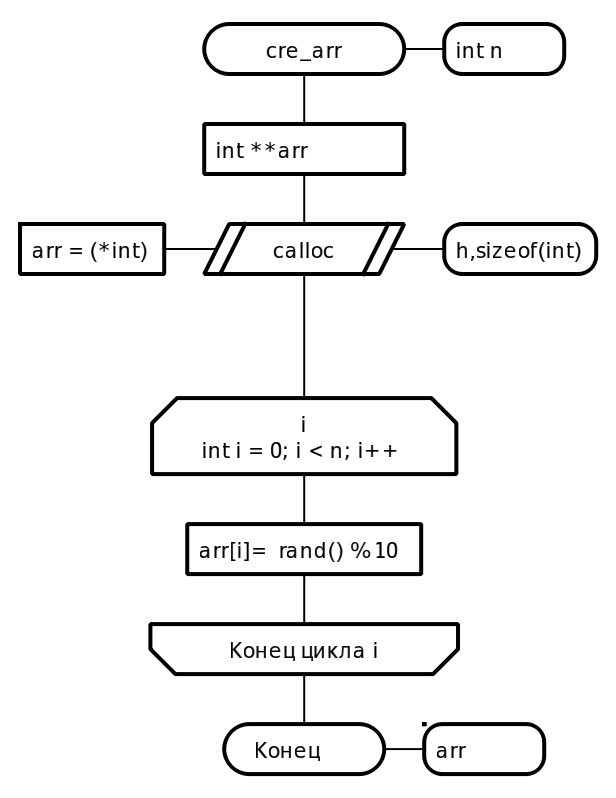 cre_arr
int n
int **arr
arr = (*int)
calloc
h,sizeof(int)
i
int i = 0; i < n; i++
arr[i]= rand() %10
Конец цикла i
Конец
arr